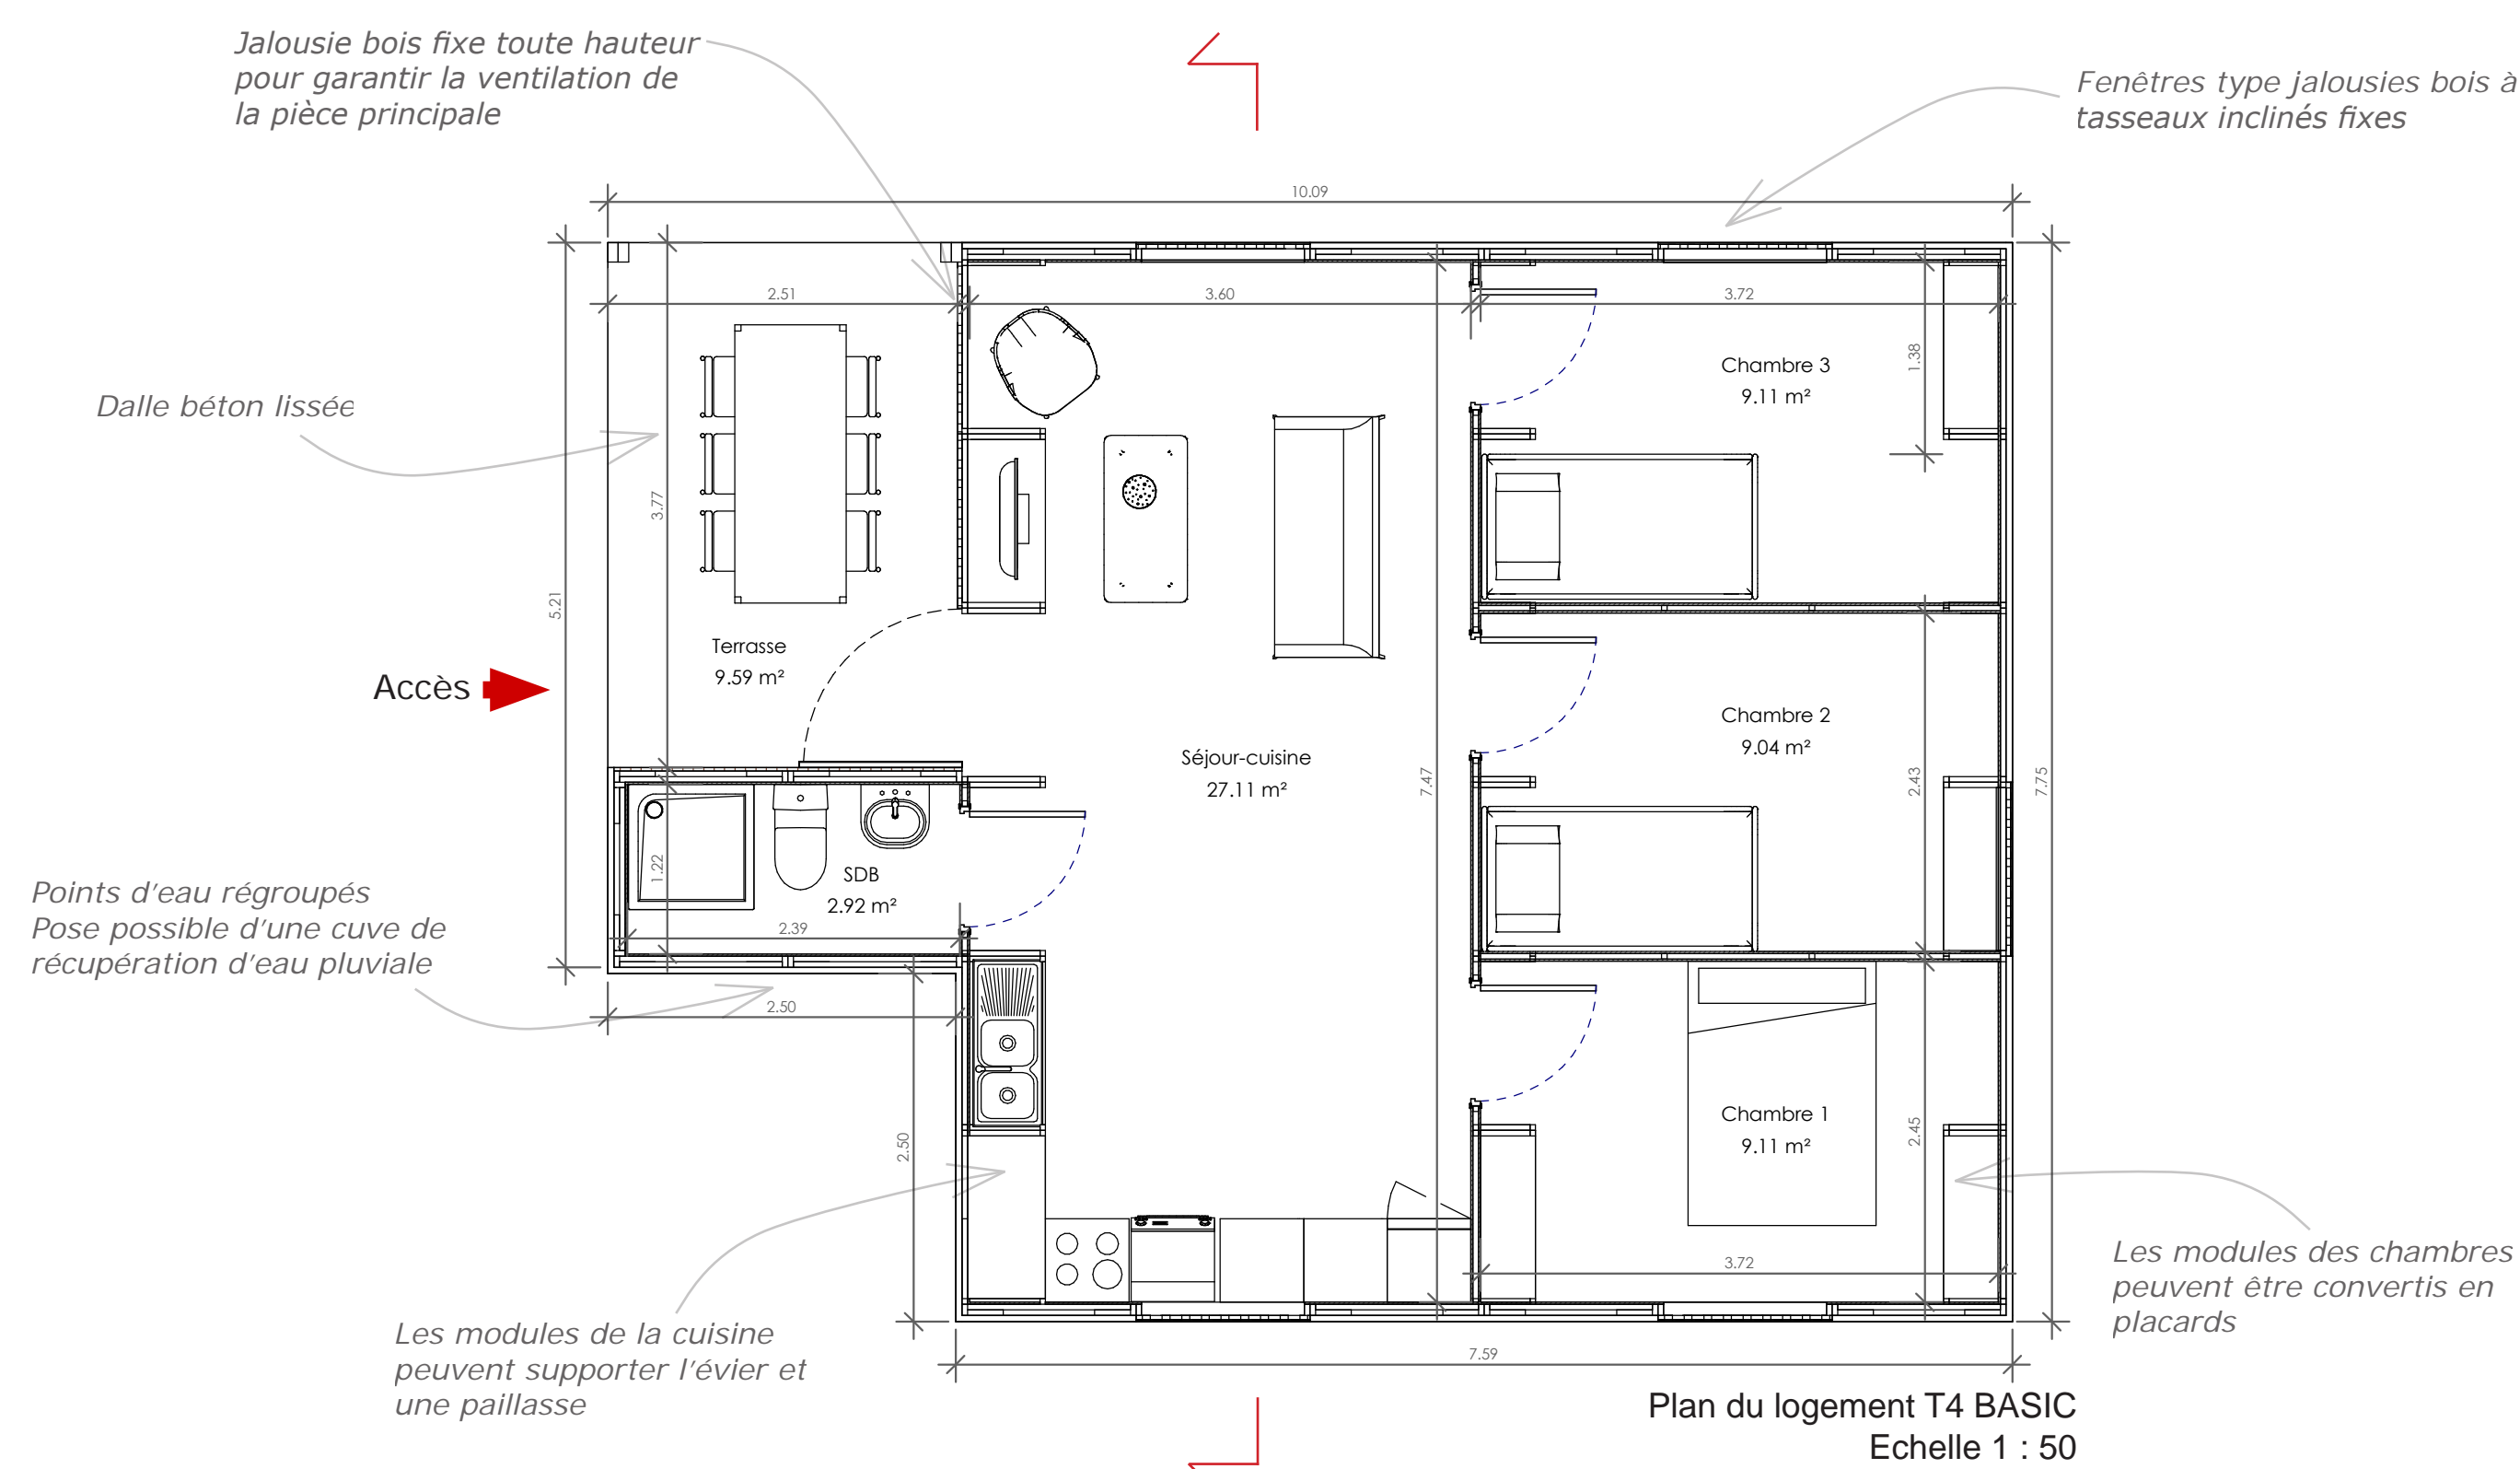 Jalousie bois fixe toute hauteur
pour garantir la ventilation de
la pièce principale
Fenêtres type jalousies bois à
tasseaux inclinés fixes
10.09
2.51
3.60
3.72
1.38
Chambre 3
9.11 m²
Dalle béton lissée
3.77
5.21
Terrasse
9.59 m²
Accès
Chambre 2
9.04 m²
Séjour-cuisine
27.11 m²
7.47
2.43
7.75
1.22
SDB
2.92 m²
2.39
Points d'eau régroupés
Pose possible d'une cuve de
récupération d'eau pluviale
2.50
2.50
Chambre 1
9.11 m²
2.45
3.72
Les modules des chambres
peuvent être convertis en
placards
Les modules de la cuisine
peuvent supporter l'évier et
une paillasse
7.59
Plan du logement T4 BASIC
Echelle 1 : 50